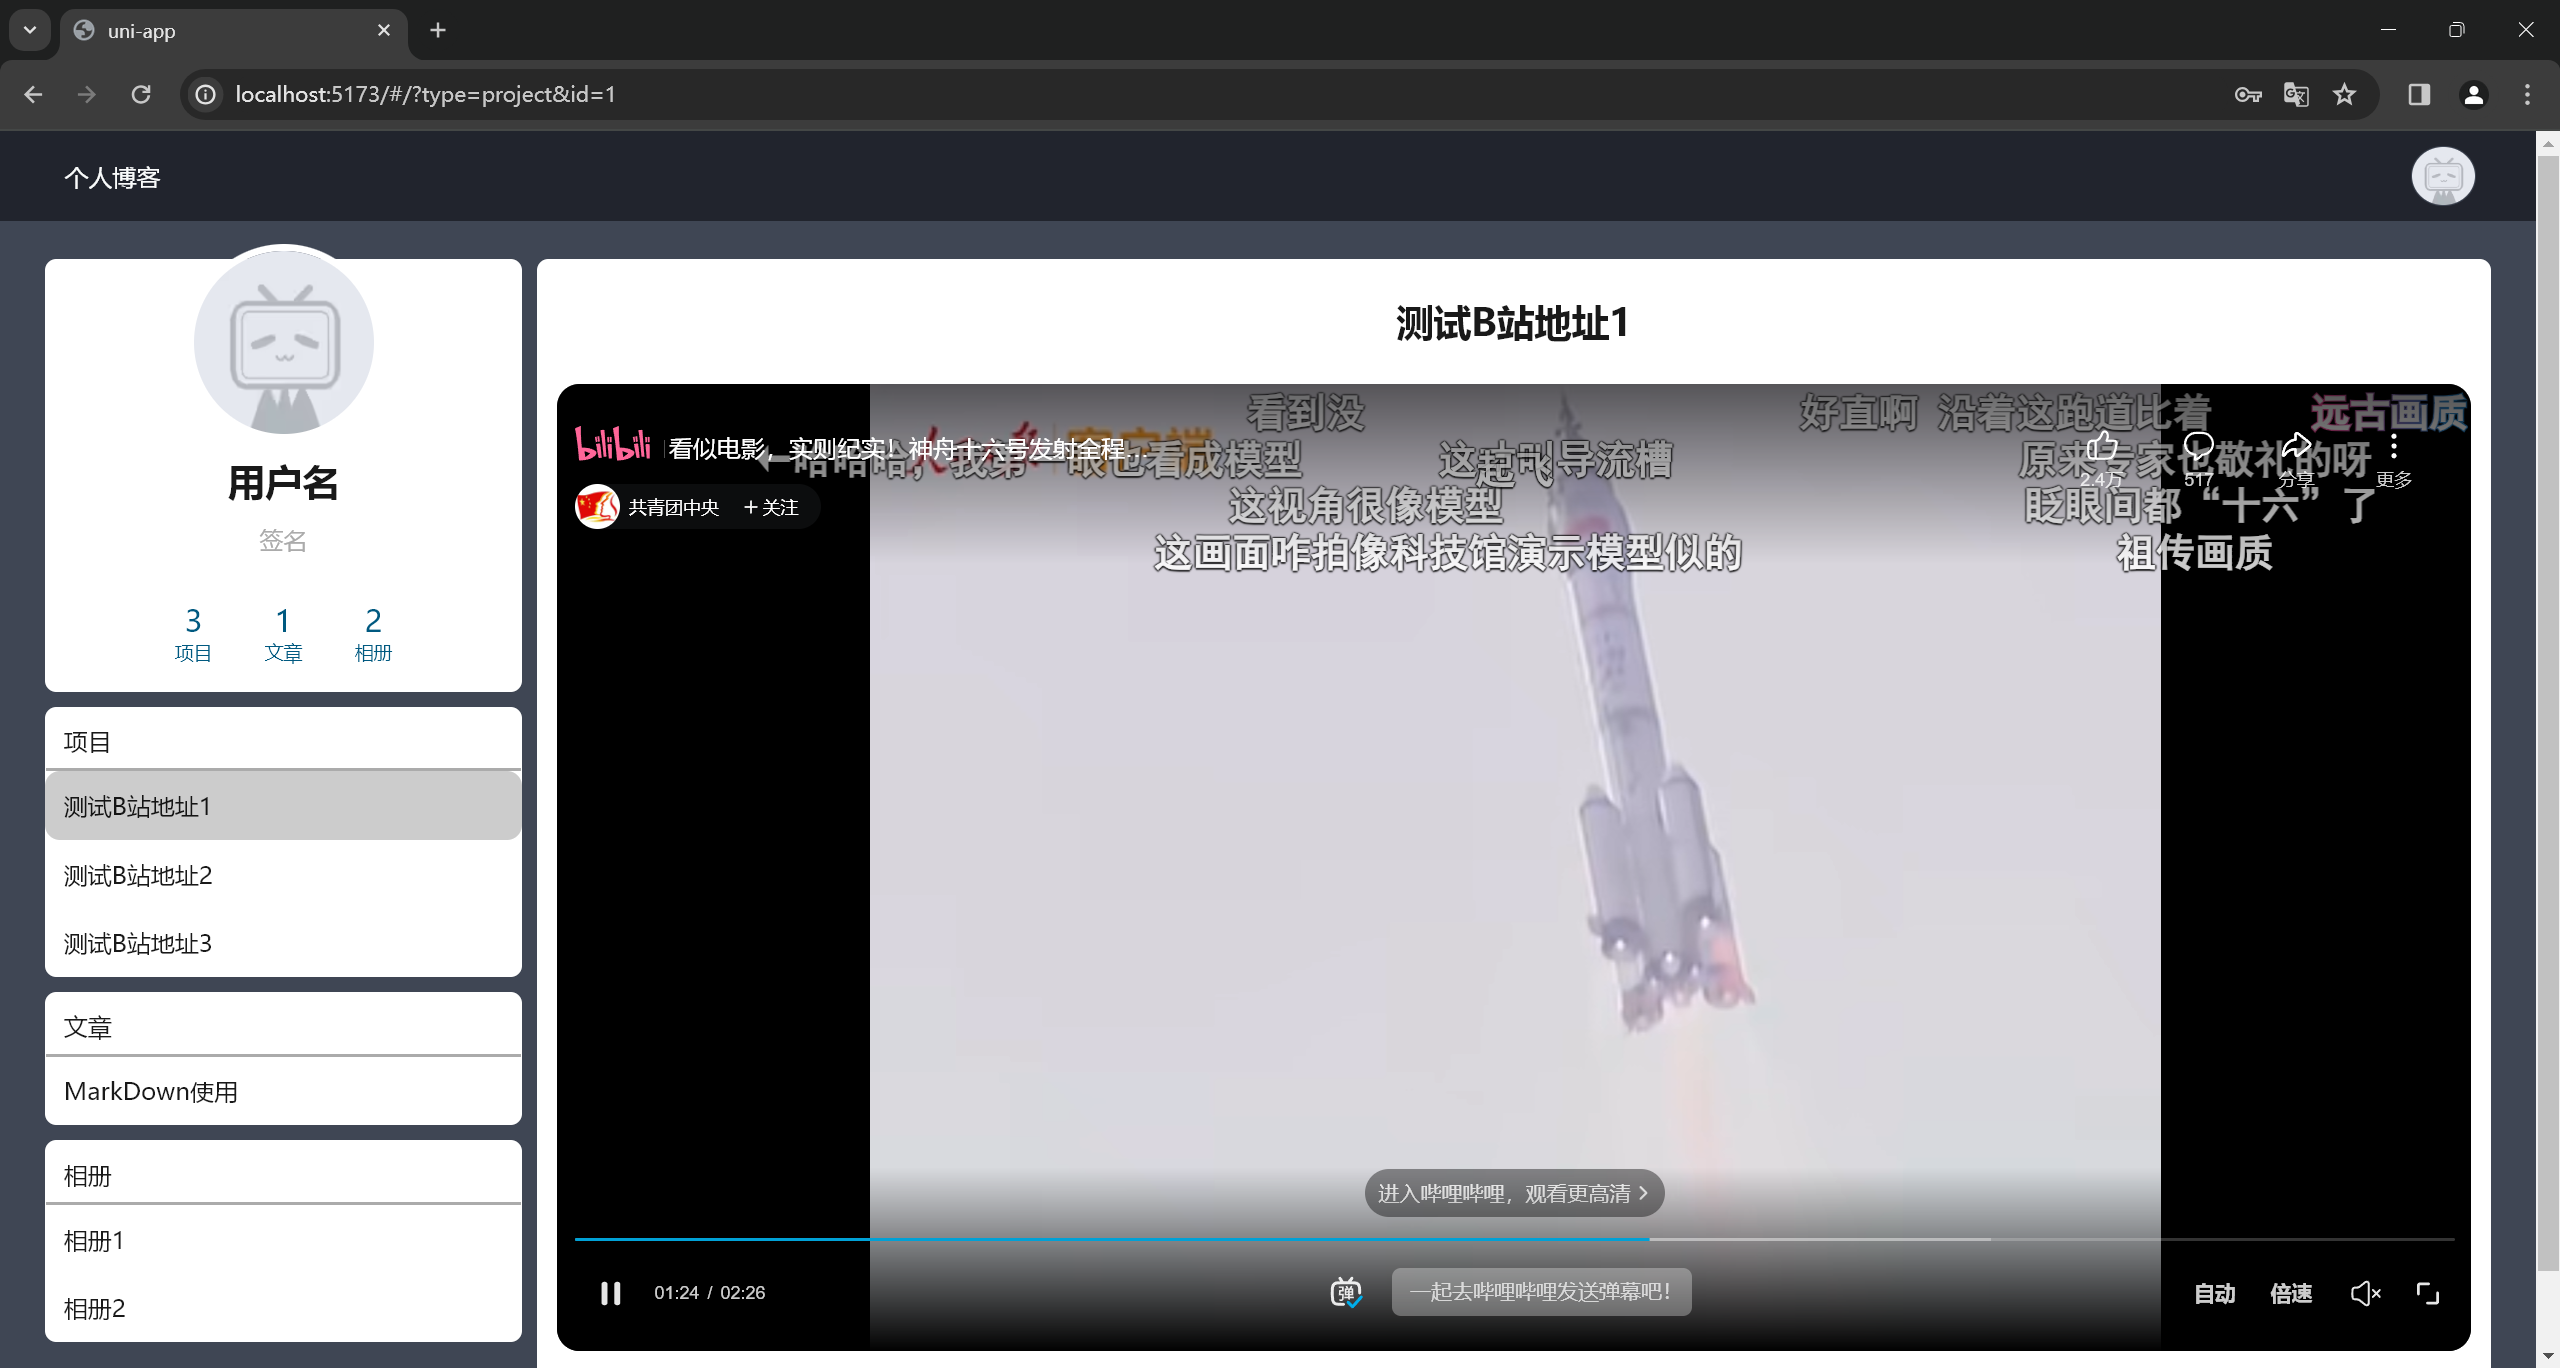 uni-app
localhost:5173/#/?type=project&id=1
个人博客
用户名
签名
3 1 2
项目 文章 相册
项目
测试B站地址1
测试B站地址2
测试B站地址3
文章
MarkDown使用
相册
相册1
相册2
测试B站地址1
看到没
好直啊 沿着这跑道比着
远古画质
bilibili
看似电影，实则纪实！神舟十六号发射全程...
哈哈哈，我第一眼也看成模型
导流槽
起飞
敬礼的呀
2.4万 517 分享 更多
共青团中央 + 关注
这视角很像模型
眨眼间都“十六”了
这画面咋拍像科技馆演示模型似的
祖传画质
进入哔哩哔哩，观看更高清
01:24 / 02:26
弹
一起去哔哩哔哩发送弹幕吧！
自动 倍速